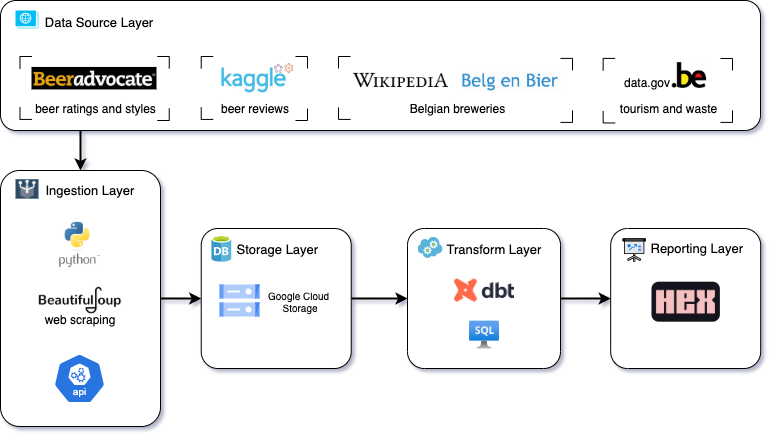 Data Source Layer
Beeradvocate
beer ratings and styles
kaggle
beer reviews
WIKIPEDIA Belg en Bier
Belgian breweries
data.gov.be
tourism and waste
Ingestion Layer
python™
BeautifulSoup
web scraping
api
DB
Storage Layer
Google Cloud
Storage
Transform Layer
dbt
SQL
Reporting Layer
HEX